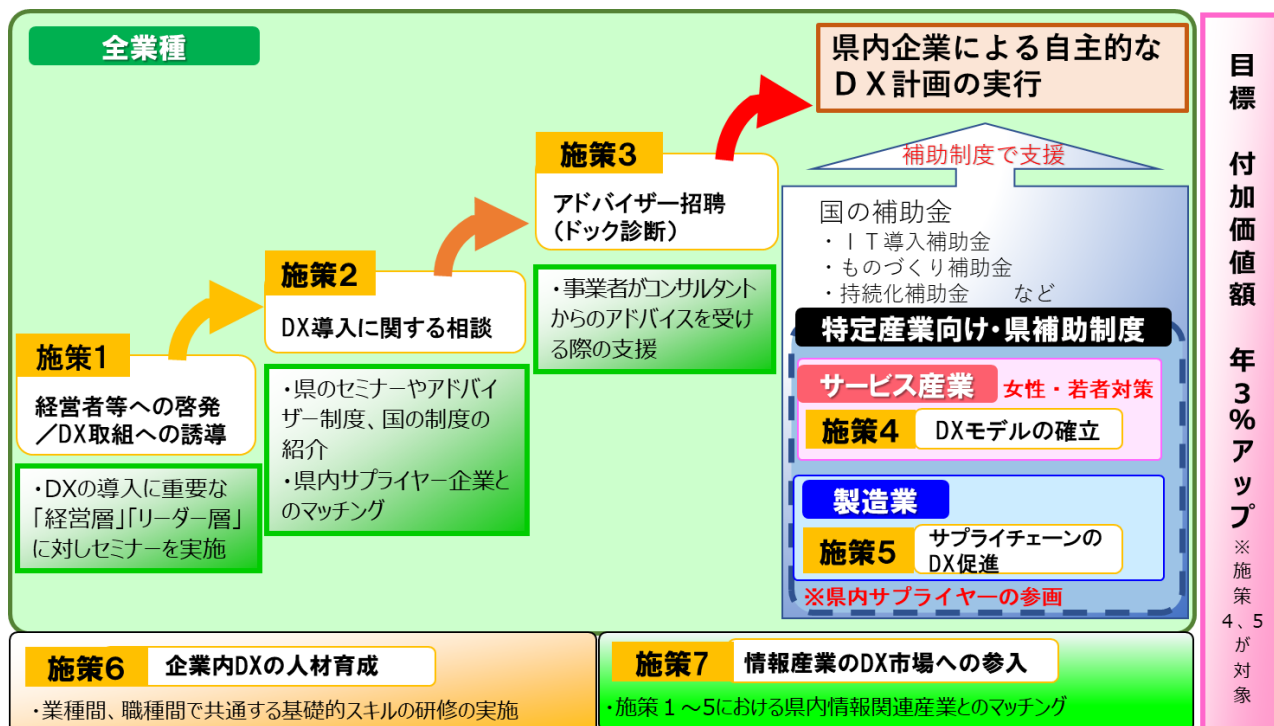 全業種
県内企業による自主的な
ＤＸ計画の実行
補助制度で支援
施策3
アドバイザー招聘
（ドック診断）
・事業者がコンサルタント
からのアドバイスを受け
る際の支援
施策2
DX導入に関する相談
・県のセミナーやアドバイ
ザー制度、国の制度の
紹介
・県内サプライヤー企業と
のマッチング
施策1
経営者等への啓発
／DX取組への誘導
・DXの導入に重要な
「経営層」「リーダー層」
に対しセミナーを実施
国の補助金
・ＩＴ導入補助金
・ものづくり補助金
・持続化補助金　など
特定産業向け・県補助制度
サービス産業 女性・若者対策
施策4 DXモデルの確立
製造業
施策5 サプライチェーンの
DX促進
※県内サプライヤーの参画
施策6 企業内DXの人材育成
・業種間、職種間で共通する基礎的スキルの研修の実施
施策7 情報産業のDX市場への参入
・施策１～5における県内情報関連産業とのマッチング
目標　付加価値額　年3％アップ※施策4、5が対象